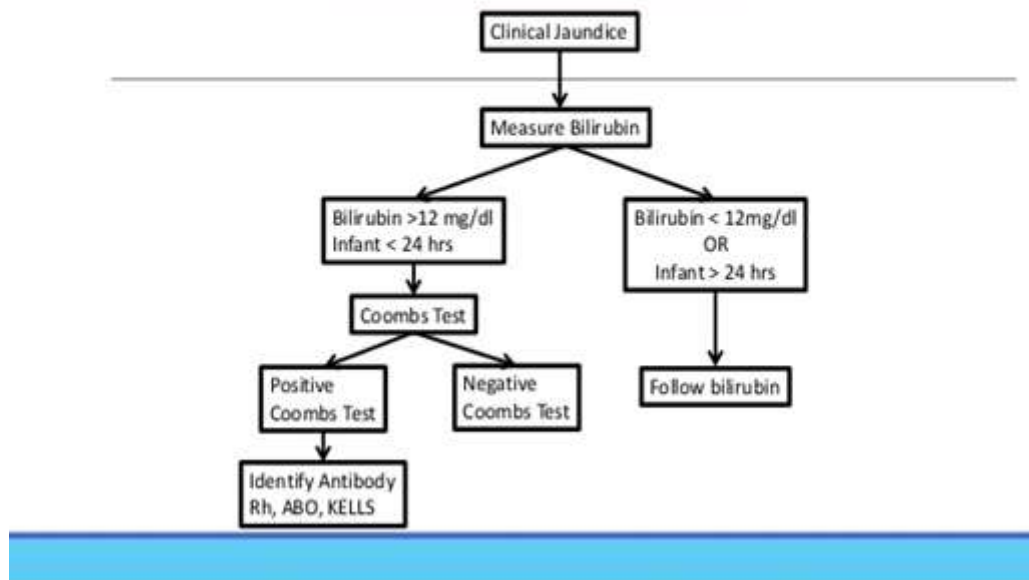 Clinical Jaundice
Measure Bilirubin
Bilirubin >12 mg/dl
Infant < 24 hrs
Bilirubin < 12mg/dl
OR
Infant > 24 hrs
Coombs Test
Positive
Coombs Test
Negative
Coombs Test
Follow bilirubin
Identify Antibody
Rh, ABO, KELLS